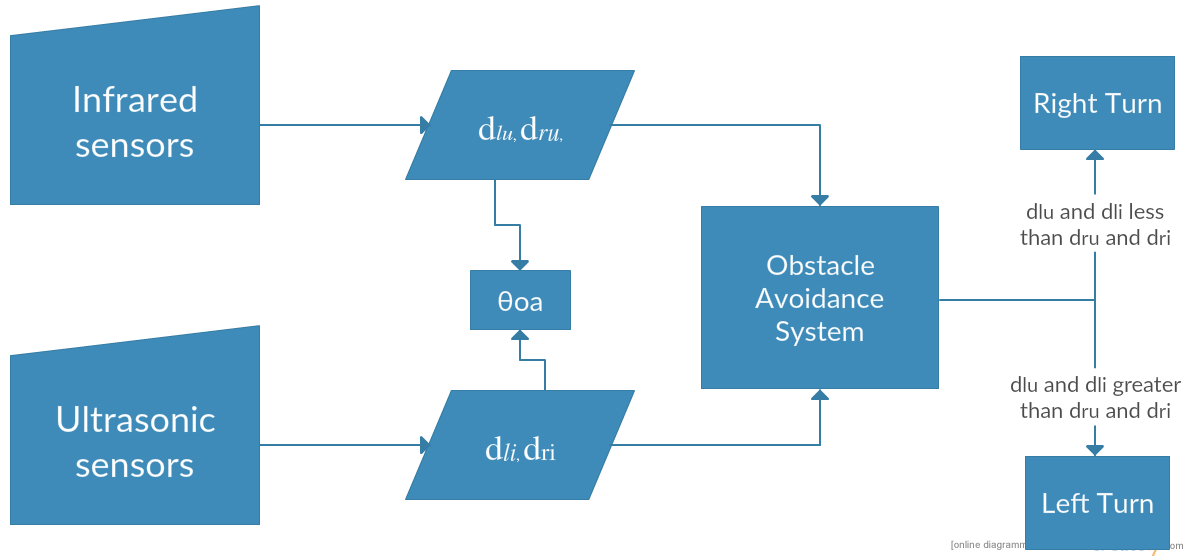 Infrared
sensors
dlu, dru,
Right Turn
dlu and dli less
than dru and dri
Obstacle
Avoidance
System
θoa
Ultrasonic
sensors
dli, dri
dlu and dli greater
than dru and dri
Left Turn
[online diagramm